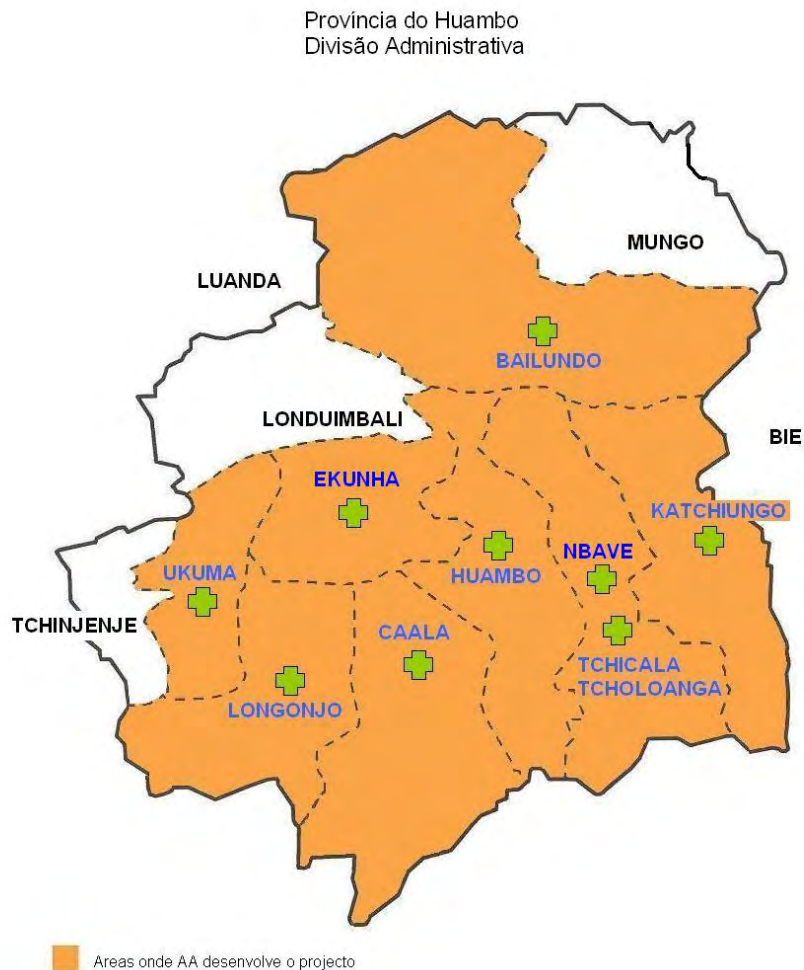 Província do Huambo
Divisão Administrativa
MUNGO
LUANDA
BAILUNDO
LONDUIMBALI
BIE
EKUNHA
KATCHIUNGO
NBAVE
HUAMBO
UKUMA
TCHINJENJE
CAALA
TCHICALA
TCHOLOANGA
LONGONJO
Areas onde AA desenvolve o projecto